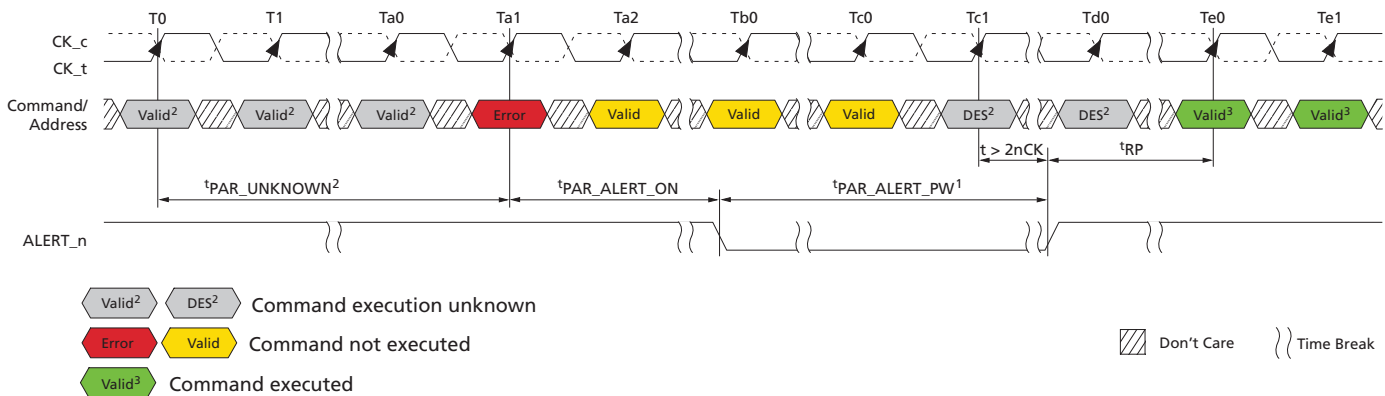 T0 T1 Ta0 Ta1 Ta2 Tb0 Tc0 Tc1 Td0 Te0 Te1
CK_c
CK_t
Command/
Address
Valid² Valid² Valid² Error Valid Valid Valid DES² DES² Valid³ Valid³
t > 2nCK
tRP
tPAR_UNKNOWN²
tPAR_ALERT_ON
tPAR_ALERT_PW¹
ALERT_n
Valid² DES² Command execution unknown
Error Valid Command not executed
Don't Care
Time Break
Valid³ Command executed